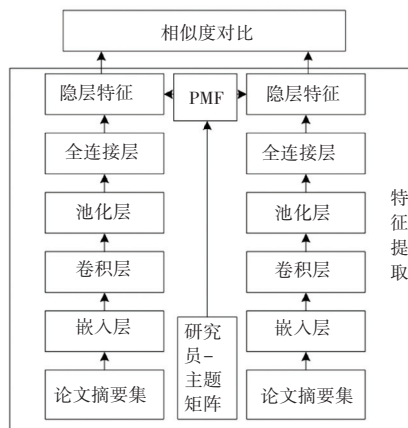 相似度对比
隐层特征
PMF
隐层特征
全连接层
全连接层
池化层
池化层
特
征
提
取
卷积层
卷积层
嵌入层
嵌入层
研究
员-
主题
矩阵
论文摘要集
论文摘要集